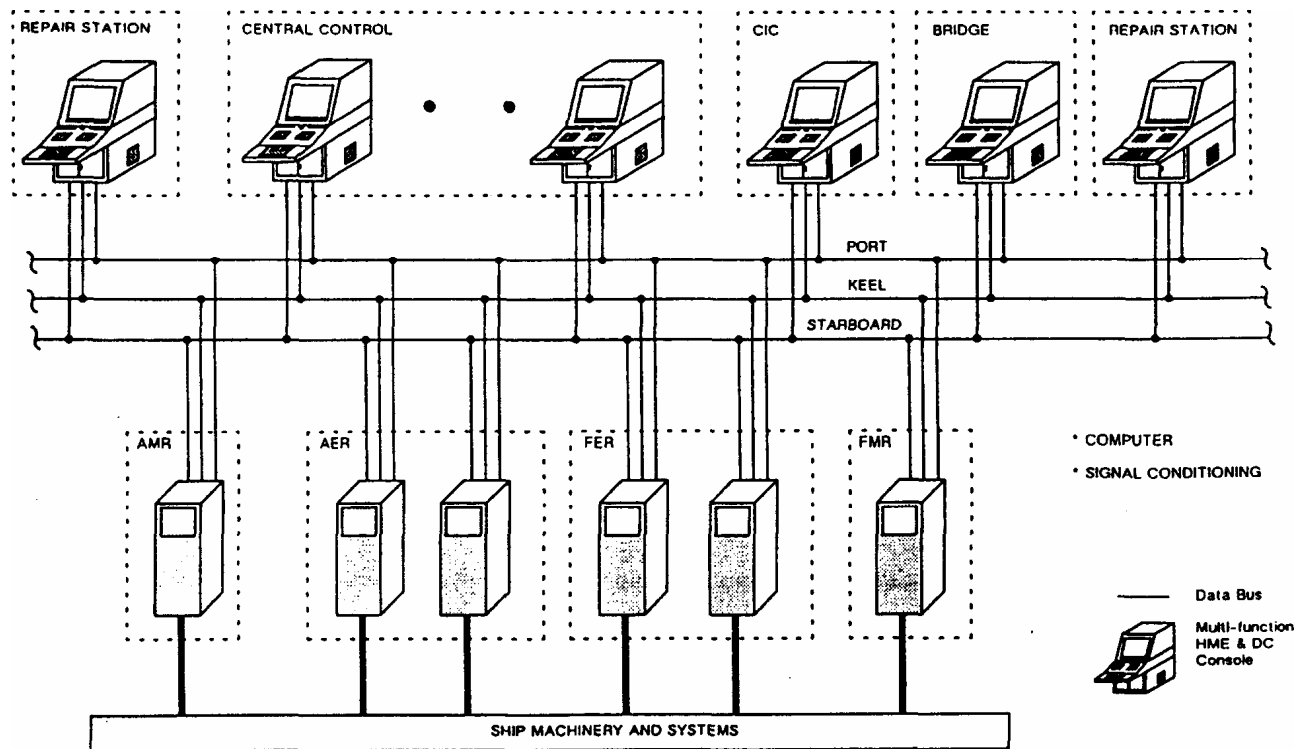 REPAIR STATION
CENTRAL CONTROL
CIC
BRIDGE
REPAIR STATION
PORT
KEEL
STARBOARD
AMR
AER
FER
FMR
* COMPUTER
* SIGNAL CONDITIONING
Data Bus
Multi-function
HME & DC
Console
SHIP MACHINERY AND SYSTEMS